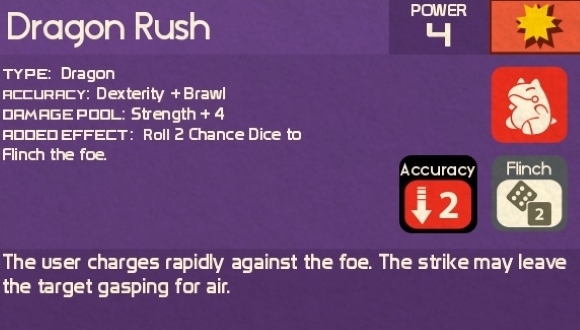 Dragon Rush
POWER
4
TYPE: Dragon
ACCURACY: Dexterity + Brawl
DAMAGE POOL: Strength + 4
ADDED EFFECT: Roll 2 Chance Dice to
Flinch the foe.
Accuracy
2
Flinch
2
The user charges rapidly against the foe. The strike may leave
the target gasping for air.